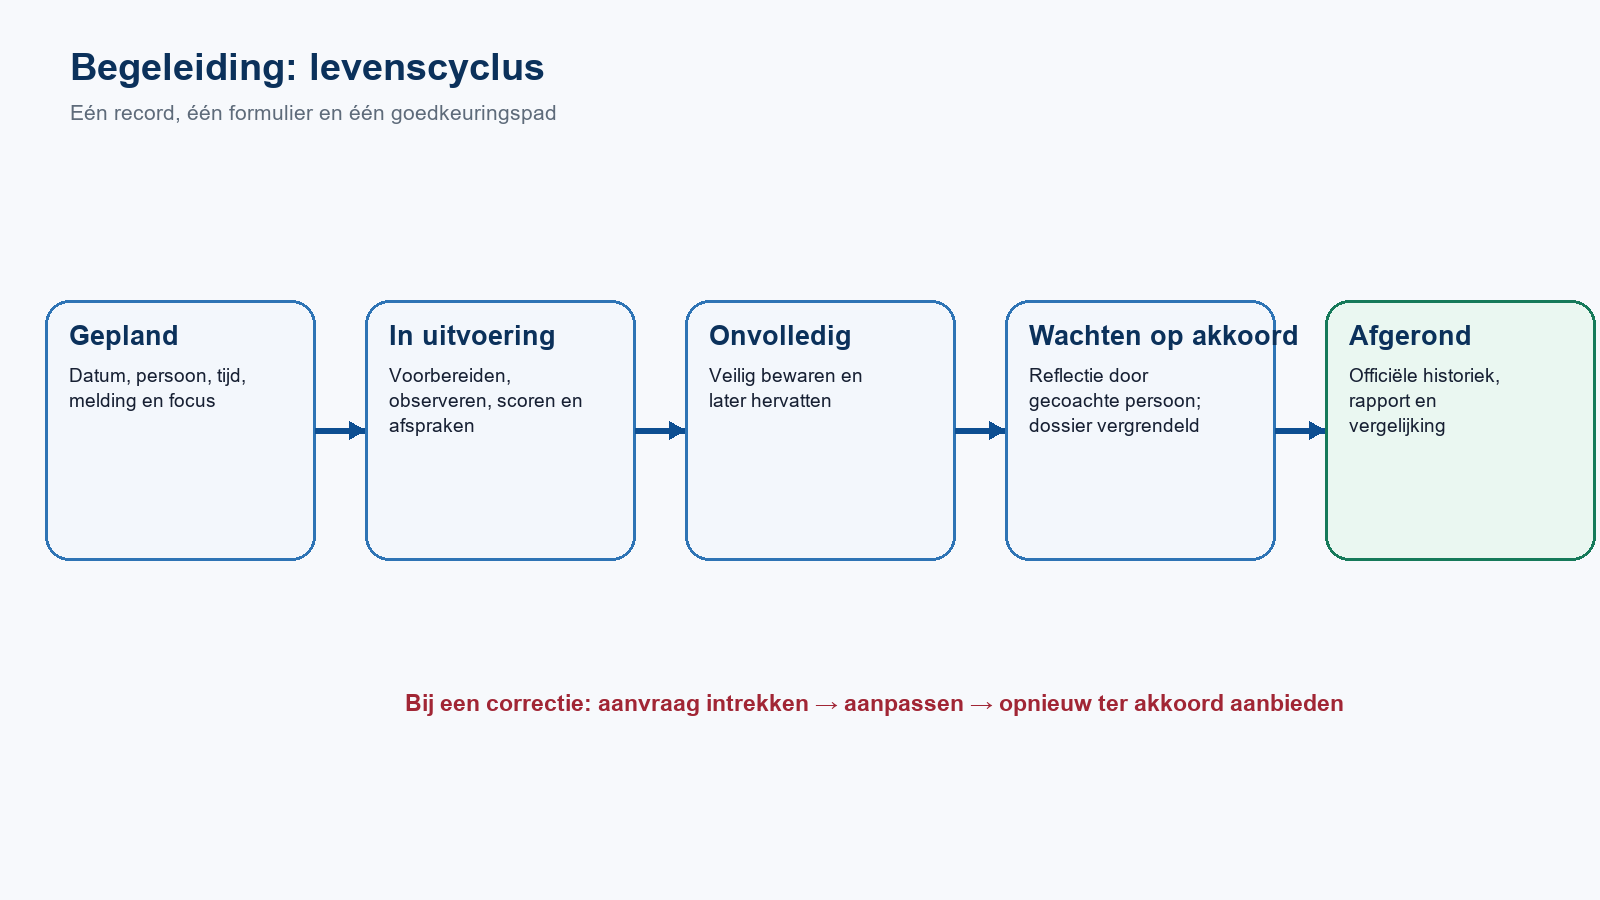 Begeleiding: levenscyclus
Eén record, één formulier en één goedkeuringspad
Gepland
Datum, persoon, tijd,
melding en focus
In uitvoering
Voorbereiden,
observeren, scoren en
afspraken
Onvolledig
Veilig bewaren en
later hervatten
Wachten op akkoord
Reflectie door
gecoachte persoon;
dossier vergrendeld
Afgerond
Officiële historiek,
rapport en
vergelijking
Bij een correctie: aanvraag intrekken → aanpassen → opnieuw ter akkoord aanbieden